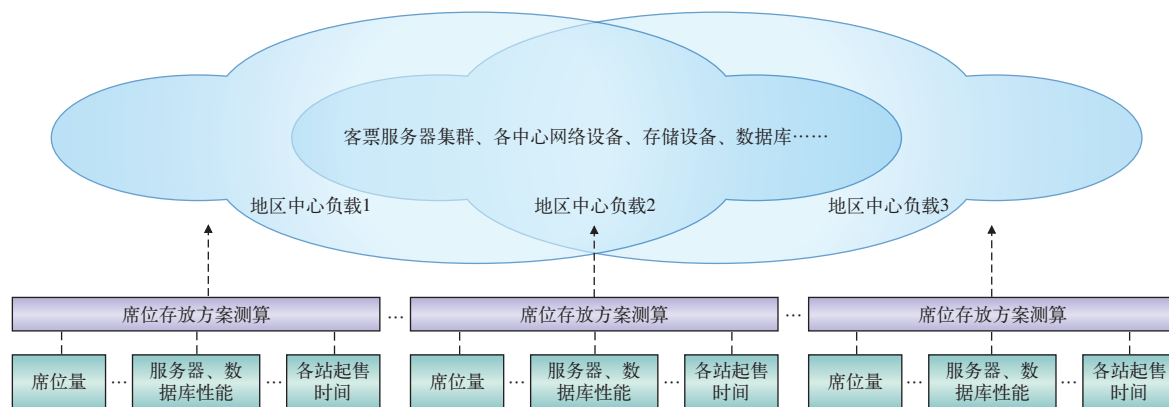 客票服务器集群、各中心网络设备、存储设备、数据库……
地区中心负载1 地区中心负载2 地区中心负载3
席位存放方案测算 … 席位存放方案测算 … 席位存放方案测算
席位量 … 服务器、数据库性能 … 各站起售时间 席位量 … 服务器、数据库性能 … 各站起售时间 席位量 … 服务器、数据库性能 … 各站起售时间